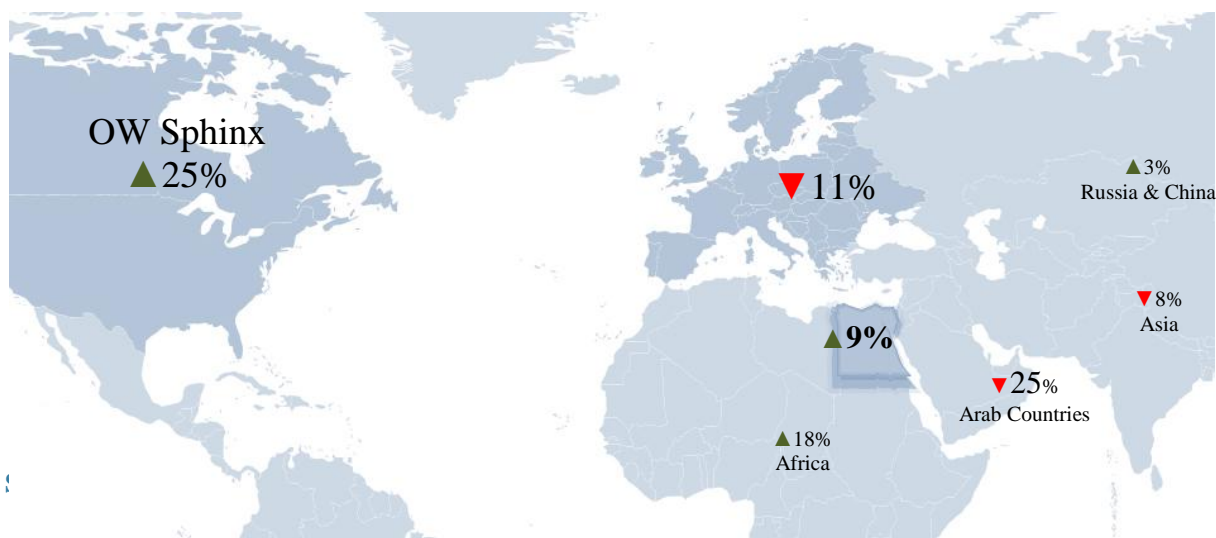 OW Sphinx
▲ 25%
▼ 11%
▲ 3%
Russia & China
▼ 8%
Asia
▲ 9%
▼ 25%
Arab Countries
▲ 18%
Africa